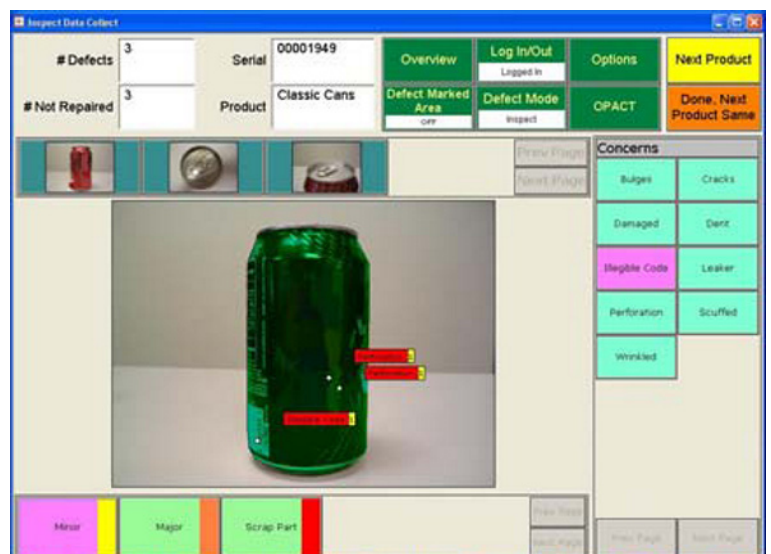 Inspect Data Collect
# Defects
3
Serial
00001949
Overview
Log In/Out
Logged In
Options
Next Product
# Not Repaired
3
Product
Classic Cans
Defect Marked
Area
OFF
Defect Mode
Inspect
OPACT
Done, Next
Product Same
Prev Page
Next Page
Concerns
Bulges
Cracks
Damaged
Dent
Illegible Code
Leaker
Perforation
Scuffed
Wrinkled
Perforation
Perforation
Illegible Code
Minor
Major
Scrap Part
Prev Page
Next Page
Prev Page
Next Page